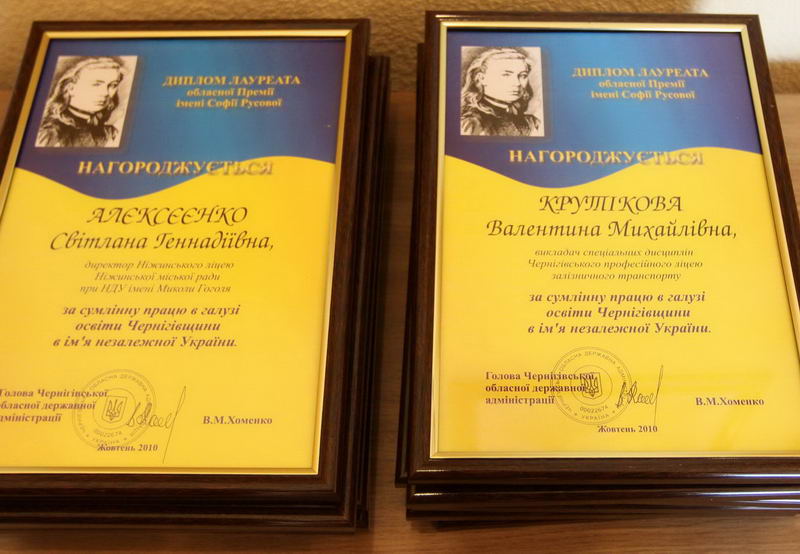 ДИПЛОМ ЛАУРЕАТА
обласної Премії
імені Софії Русової
НАГОРОДЖУЄТЬСЯ
АЛЄКСЄЄНКО
Світлана Геннадіївна,
директор Ніжинського ліцею
Ніжинської міської ради
при НДУ імені Миколи Гоголя
за сумлінну працю в галузі
освіти Чернігівщини
в ім'я незалежної України.
Голова Чернігівської
обласної державної
адміністрації
В.М.Хоменко
Жовтень 2010
ДИПЛОМ ЛАУРЕАТА
обласної Премії
імені Софії Русової
НАГОРОДЖУЄТЬСЯ
КРУТІКОВА
Валентина Михайлівна,
викладач спеціальних дисциплін
Чернігівського професійного ліцею
залізничного транспорту
за сумлінну працю в галузі
освіти Чернігівщини
в ім'я незалежної України.
Голова Чернігівської
обласної державної
адміністрації
00022674
УКРАЇНА
В.М.Хоменко
Жовтень 2010